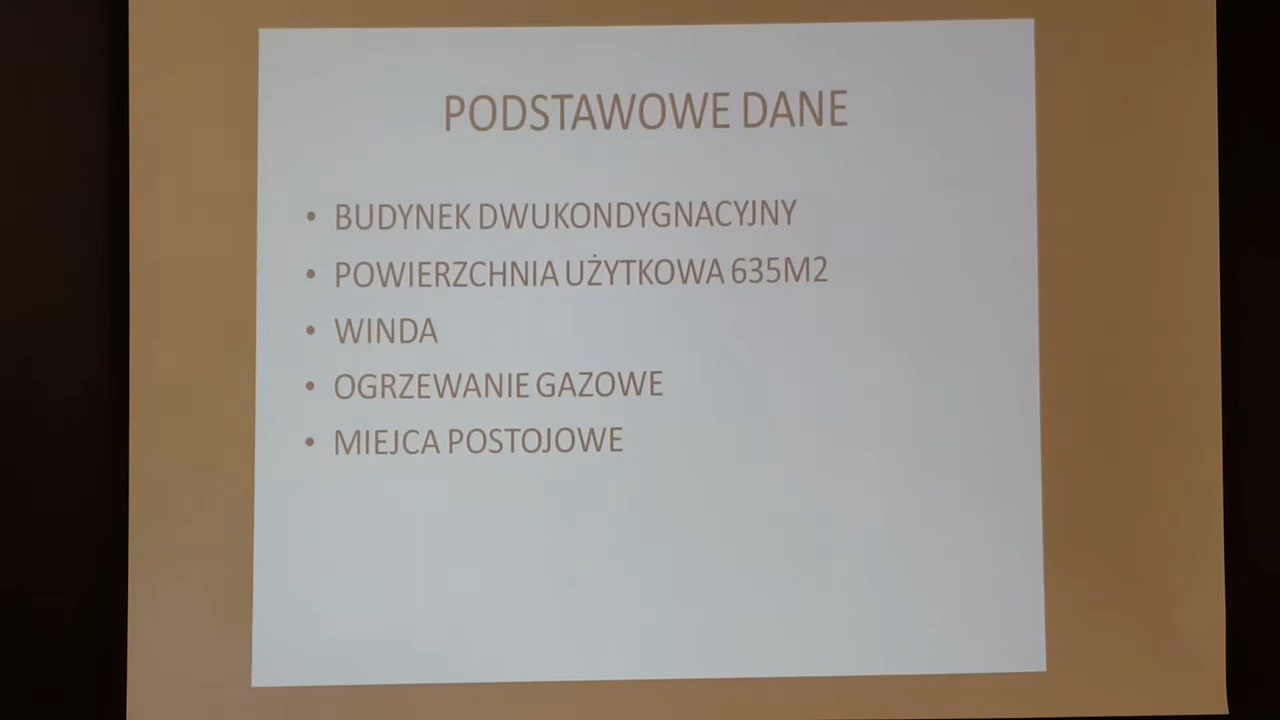 PODSTAWOWE DANE
• BUDYNEK DWUKONDYGNACYJNY
• POWIERZCHNIA UŻYTKOWA 635M2
• WINDA
• OGRZEWANIE GAZOWE
• MIEJCA POSTOJOWE